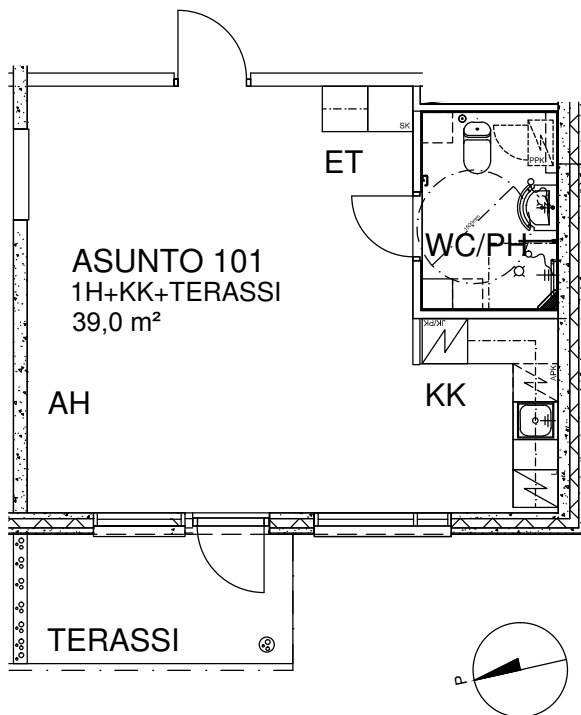 SK
ET
PPK
1500mm
WC/PH
ASUNTO 101
1H+KK+TERASSI
39,0 m²
JK/PK
APK
AH
KK
L
TERASSI
P